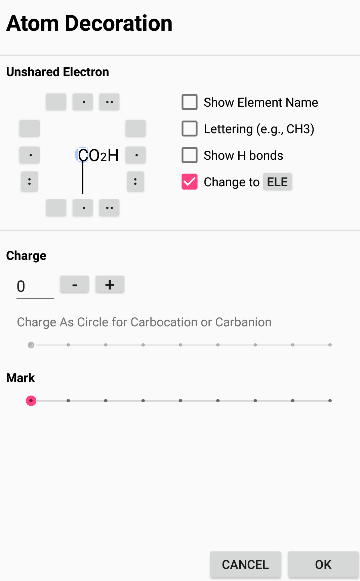 Atom Decoration
Unshared Electron
Show Element Name
Lettering (e.g., CH3)
CO2H
Show H bonds
Change to ELE
Charge
0 - +
Charge As Circle for Carbocation or Carbanion
Mark
CANCEL OK